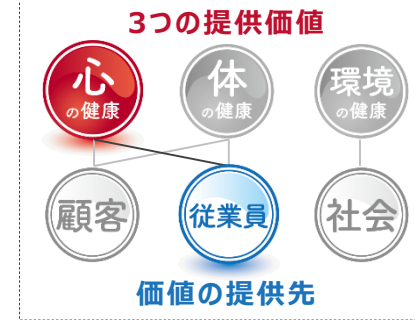 3つの提供価値
心 体 環境
の健康 の健康 の健康
顧客 従業員 社会
価値の提供先